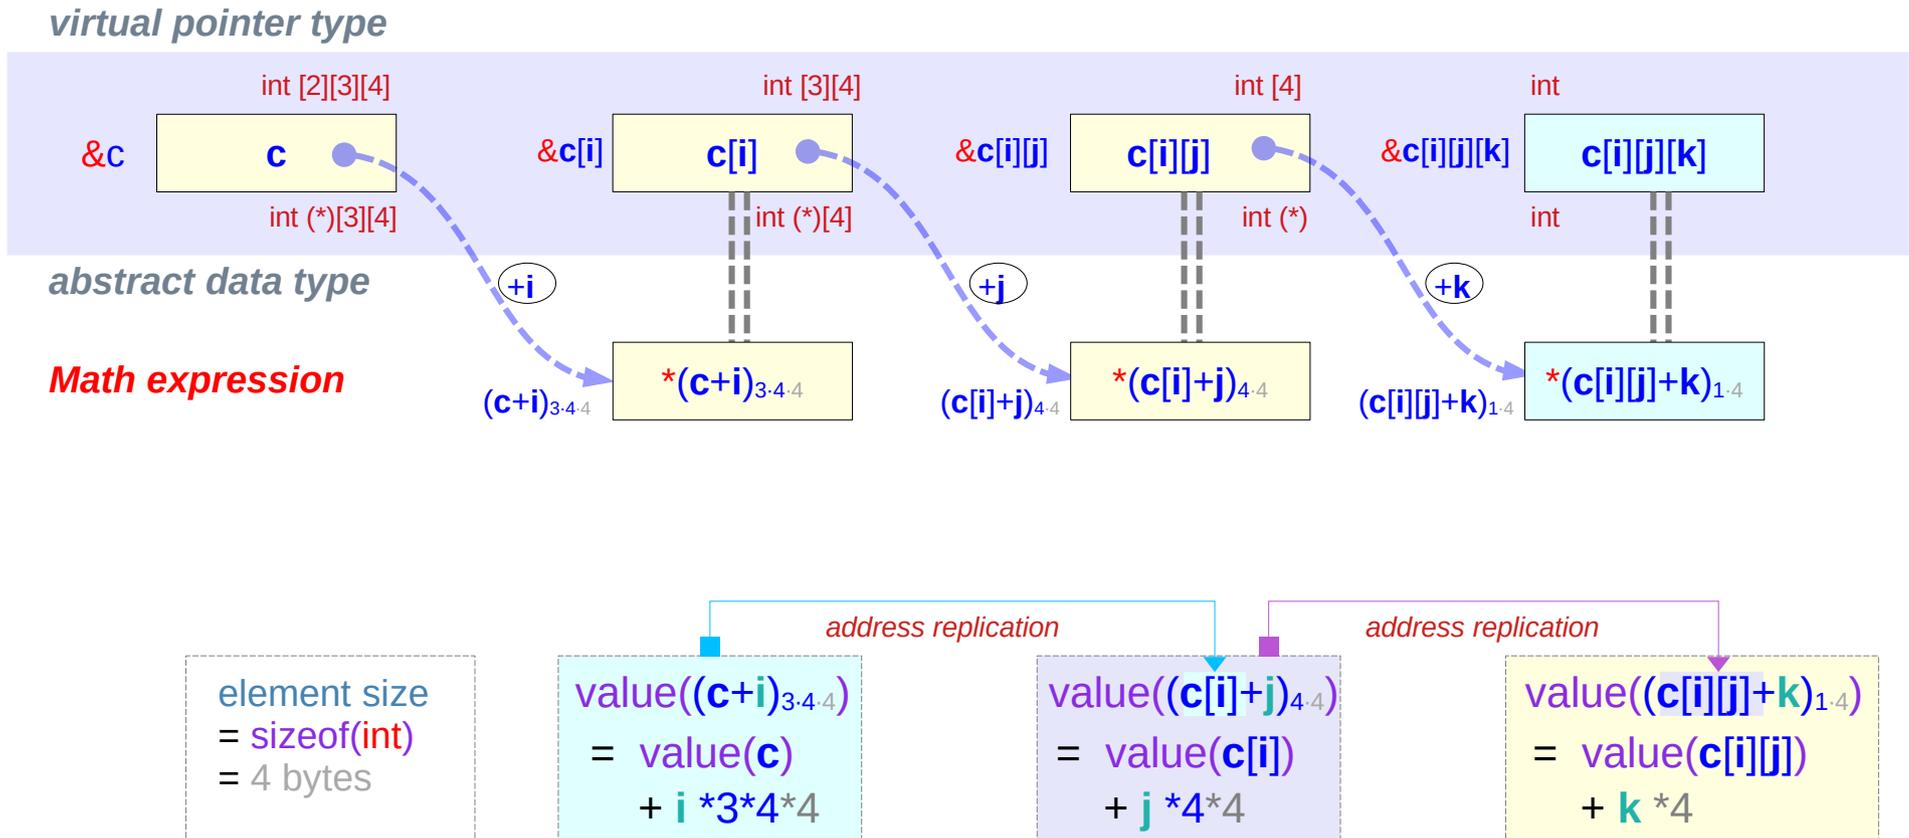 virtual pointer type
int [2][3][4]
int [3][4]
int [4]
int
&c
c
&c[i]
c[i]
&c[i][j]
c[i][j]
&c[i][j][k]
c[i][j][k]
int (*)[3][4]
int (*)[4]
int (*)
int
abstract data type
+i
+j
+k
Math expression
(c+i)3·4·4
*(c+i)3·4·4
(c[i]+j)4·4
*(c[i]+j)4·4
(c[i][j]+k)1·4
*(c[i][j]+k)1·4
address replication
address replication
element size
= sizeof(int)
= 4 bytes
value((c+i)3·4·4)
= value(c)
+ i *3*4*4
value((c[i]+j)4·4)
= value(c[i])
+ j *4*4
value((c[i][j]+k)1·4)
= value(c[i][j])
+ k *4